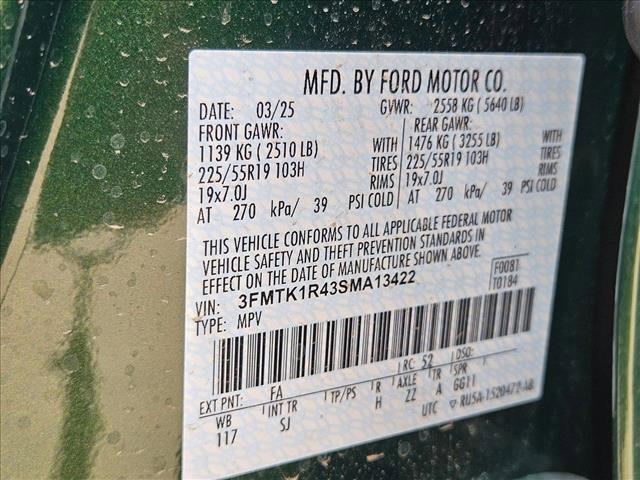 MFD. BY FORD MOTOR CO.
DATE: 03/25 GVWR: 2558 KG ( 5640 LB)
FRONT GAWR: REAR GAWR:
1139 KG ( 2510 LB) WITH 1476 KG ( 3255 LB) WITH
225/55R19 103H TIRES 225/55R19 103H TIRES
19x7.0J RIMS 19x7.0J RIMS
AT 270 kPa/ 39 PSI COLD AT 270 kPa/ 39 PSI COLD
THIS VEHICLE CONFORMS TO ALL APPLICABLE FEDERAL MOTOR
VEHICLE SAFETY AND THEFT PREVENTION STANDARDS IN
EFFECT ON THE DATE OF MANUFACTURE SHOWN ABOVE.
VIN: 3FMTK1R43SMA13422 F0081
TYPE: MPV T0184
EXT PNT: FA RC: 52 DSO:
WB INT TR TP/PS R AXLE TR SPR
117 SJ H ZZ A GG11
UTC ▽ RU5A-1520472-AB